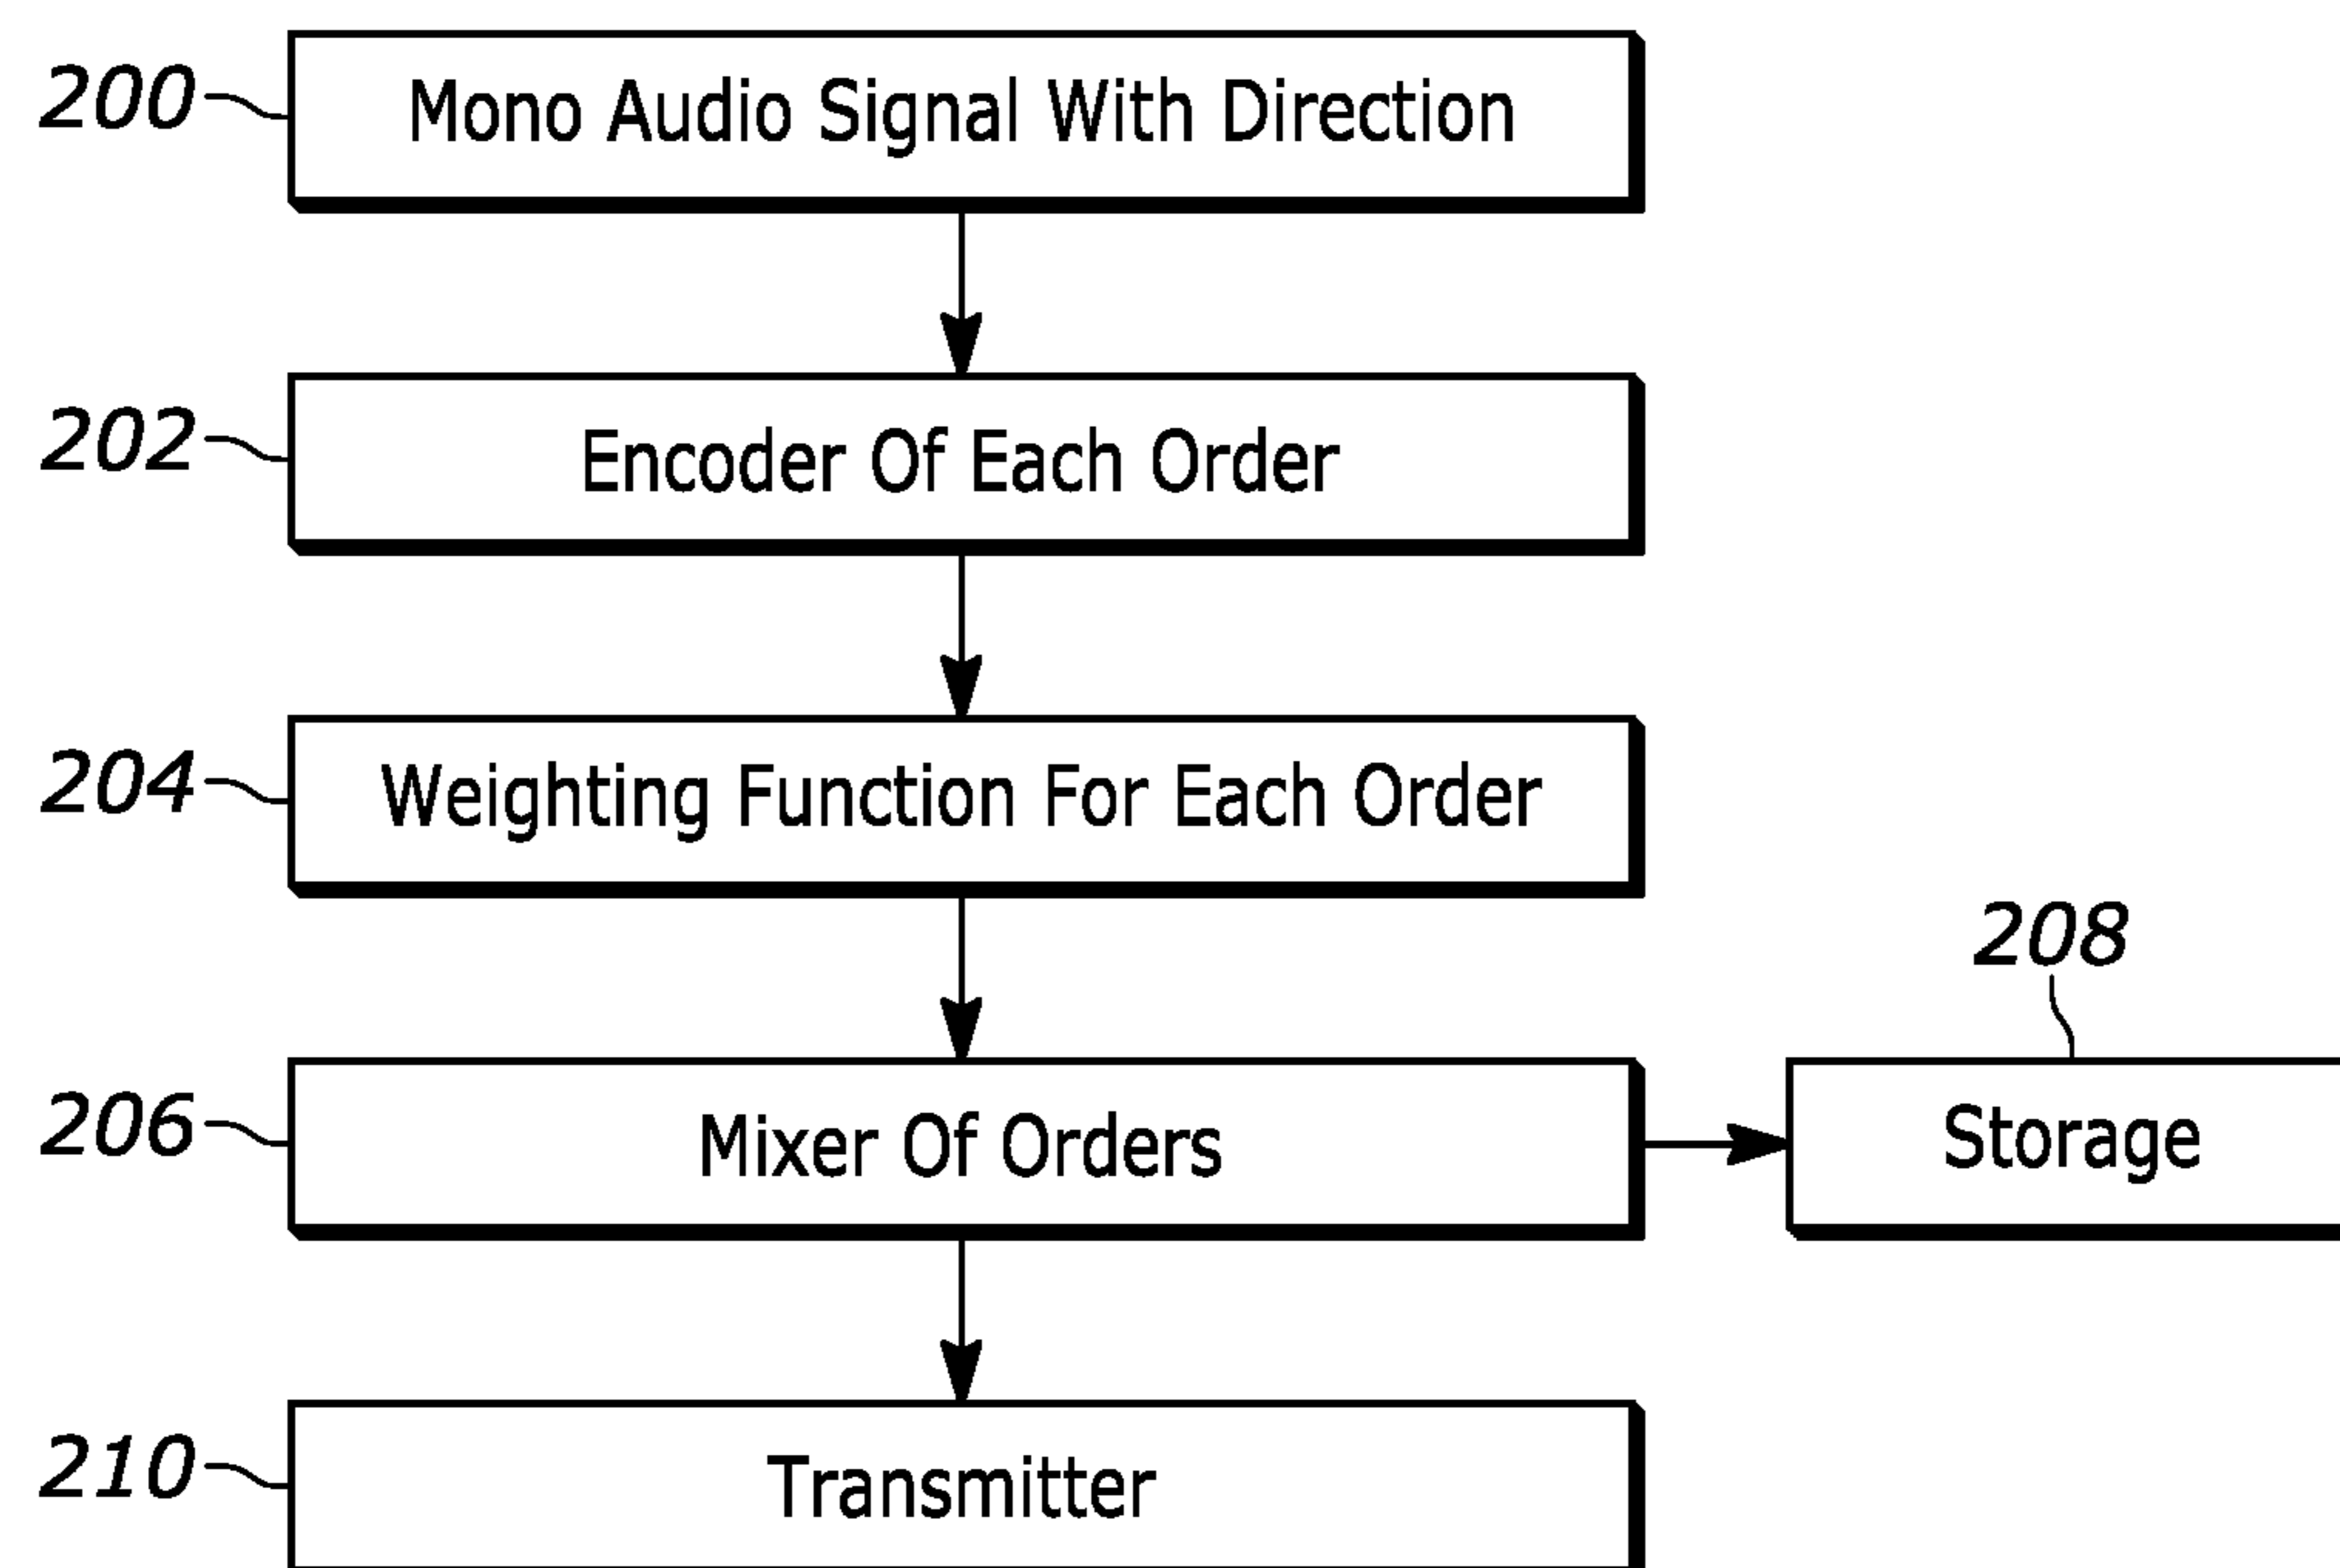 200 Mono Audio Signal With Direction
202 Encoder Of Each Order
204 Weighting Function For Each Order
208
206 Mixer Of Orders Storage
210 Transmitter